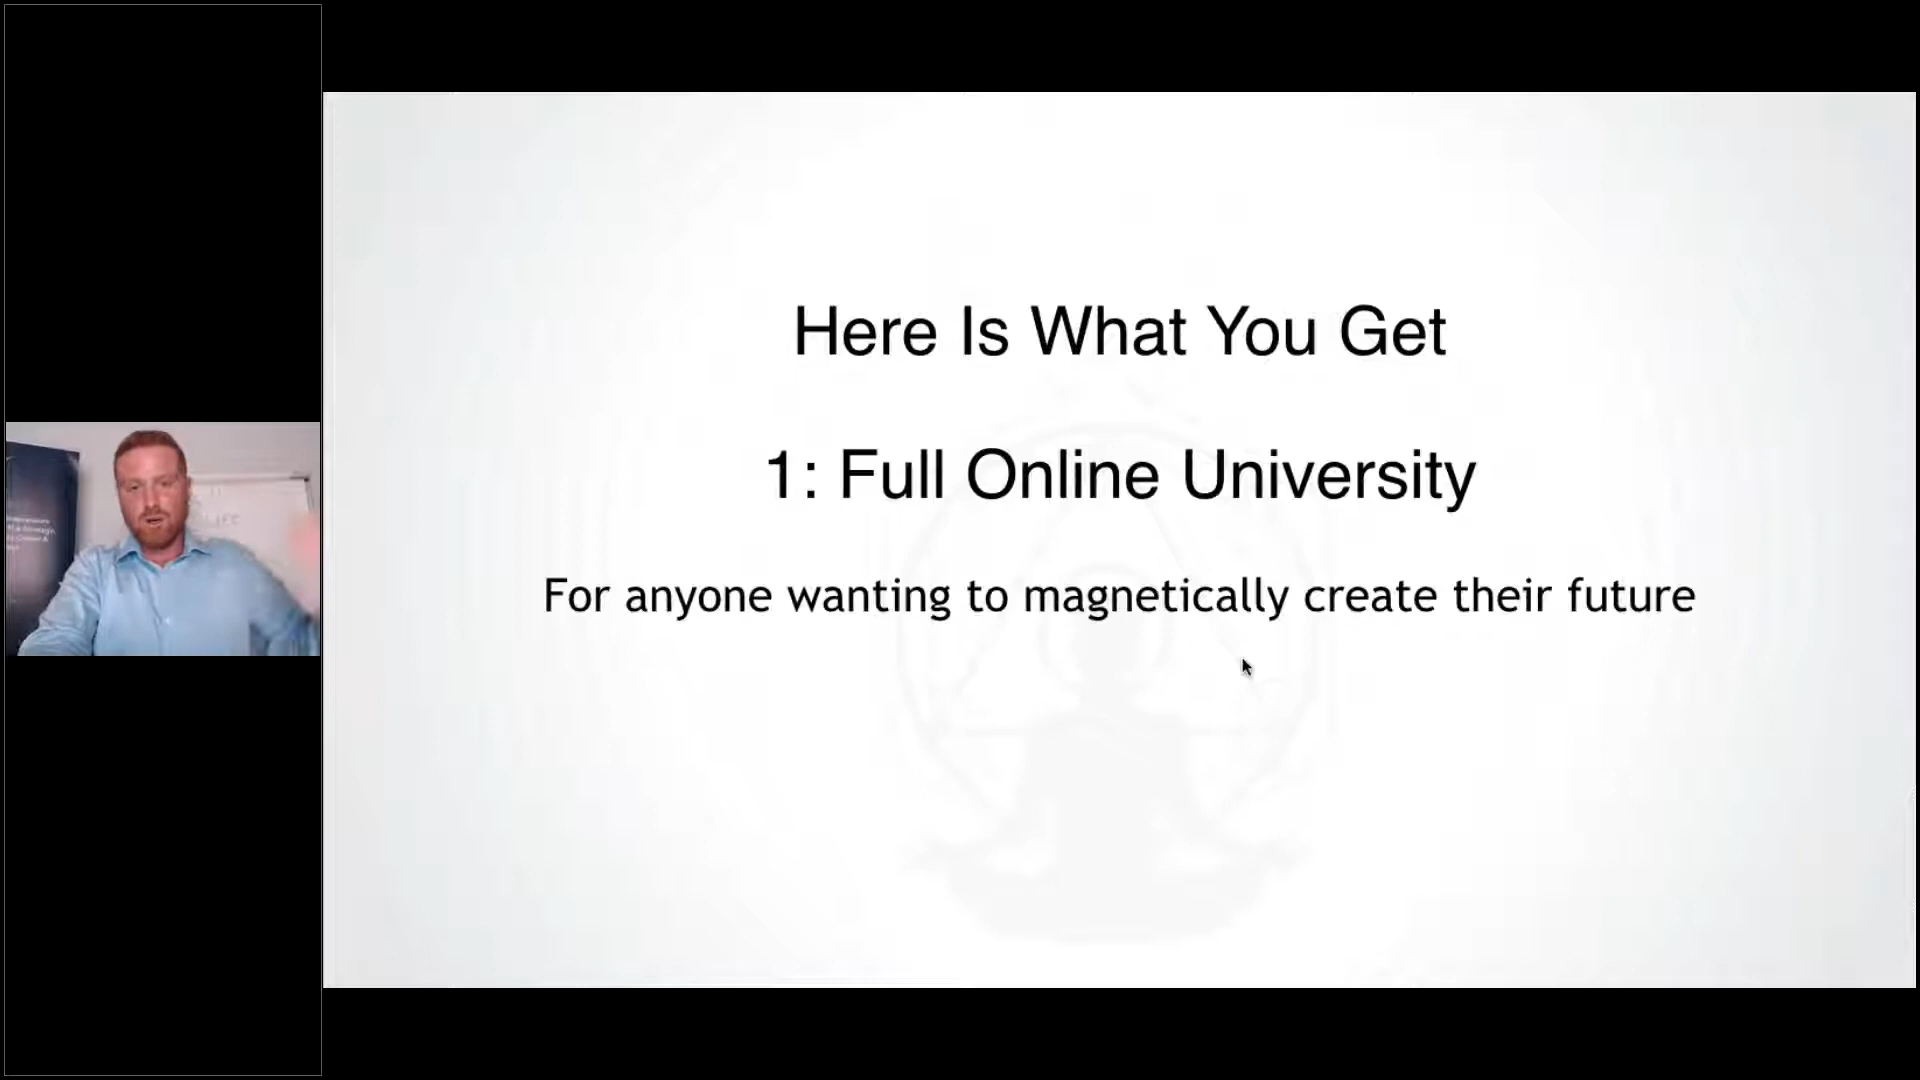 Here Is What You Get
1: Full Online University
For anyone wanting to magnetically create their future